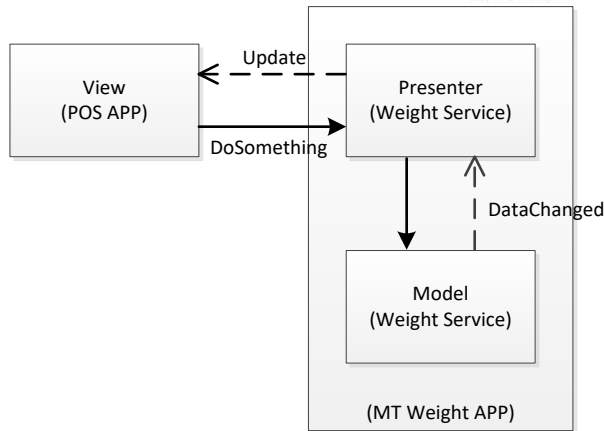 Update
View
(POS APP)
Presenter
(Weight Service)
DoSomething
DataChanged
Model
(Weight Service)
(MT Weight APP)